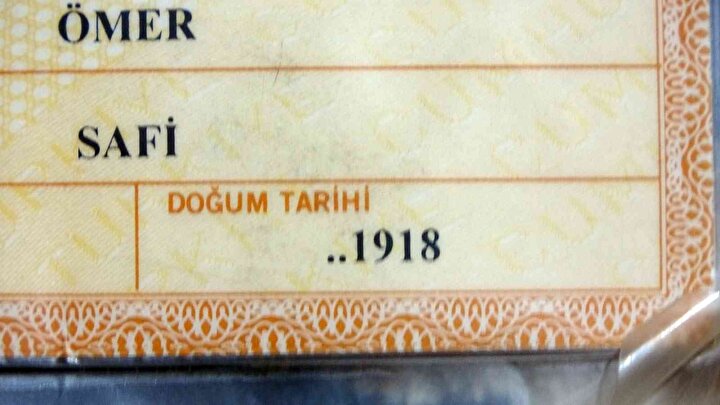 ÖMER
SAFİ
DOĞUM TARİHİ
..1918